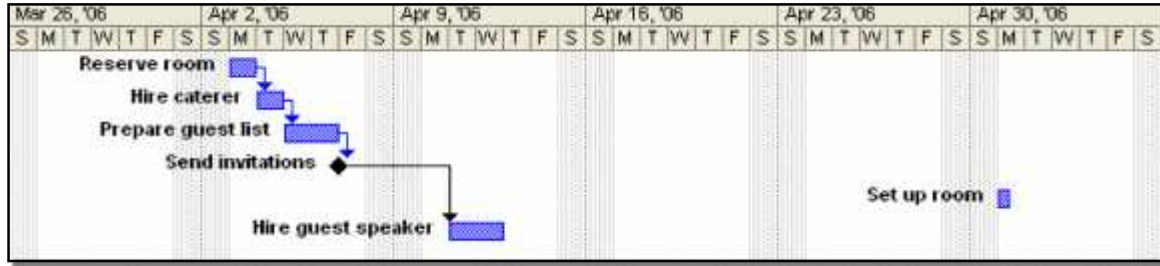 Mar 26, '06 Apr 2, '06 Apr 9, '06 Apr 16, '06 Apr 23, '06 Apr 30, '06
S M T W T F S S M T W T F S S M T W T F S S M T W T F S S M T W T F S S M T W T F S
Reserve room
Hire caterer
Prepare guest list
Send invitations
Set up room
Hire guest speaker